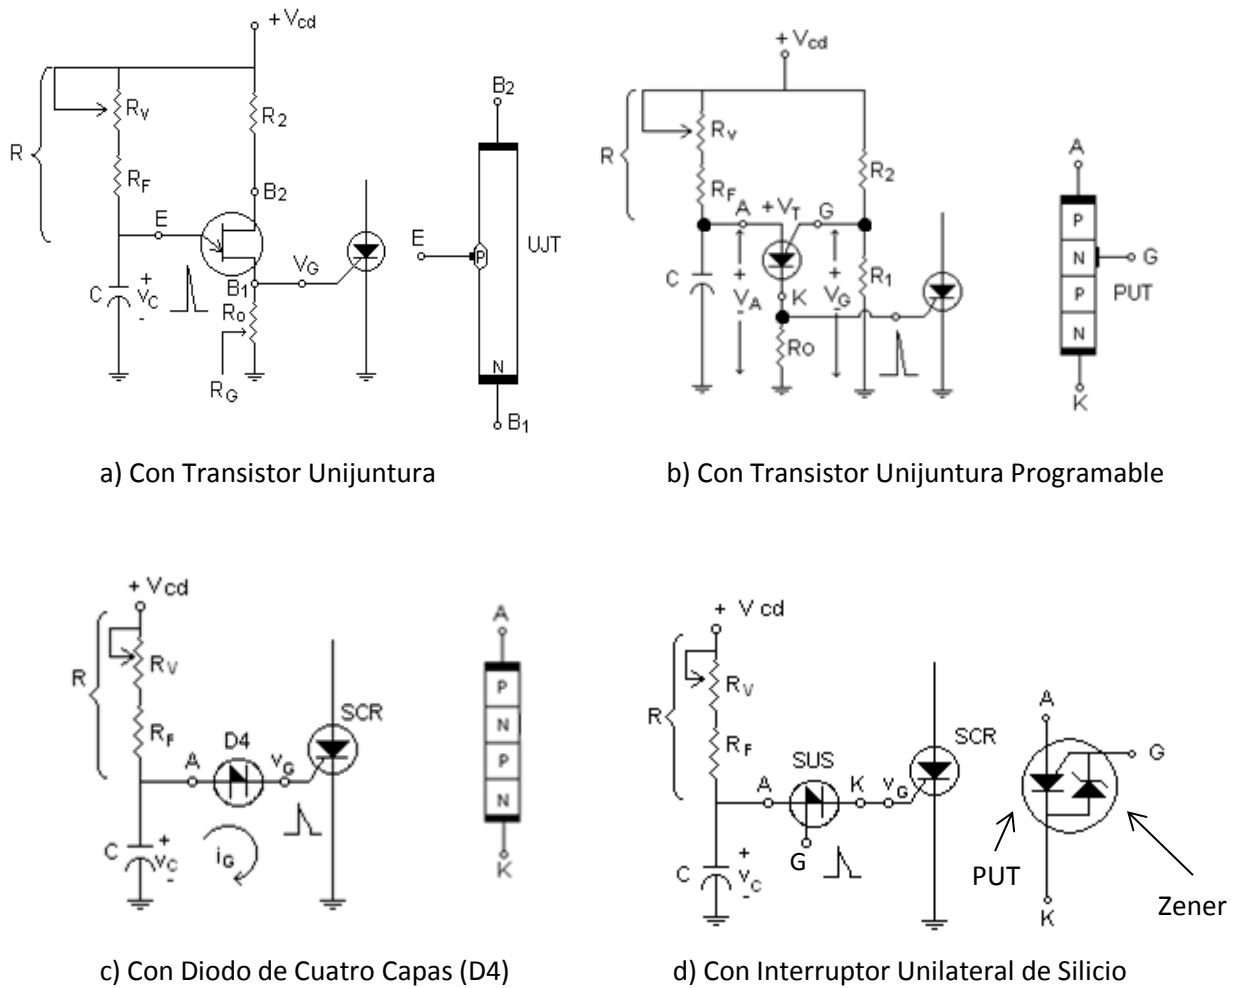 + Vcd
R
RV
RF
R2
B2
E
C
+
VC
-
B1
VG
Ro
RG
B2
E
P
UJT
N
B1
a) Con Transistor Unijuntura
+ Vcd
R
RV
RF
R2
A
+VT
G
C
+
VA
-
K
+
VG
-
R1
Ro
A
P
N
P
N
G
PUT
K
b) Con Transistor Unijuntura Programable
+ Vcd
R
RV
RF
SCR
D4
A
vG
C
+
vC
-
iG
A
P
N
P
N
K
c) Con Diodo de Cuatro Capas (D4)
+ Vcd
R
RV
RF
SCR
SUS
A
K
vG
G
C
+
vC
-
A
G
PUT
K
Zener
d) Con Interruptor Unilateral de Silicio